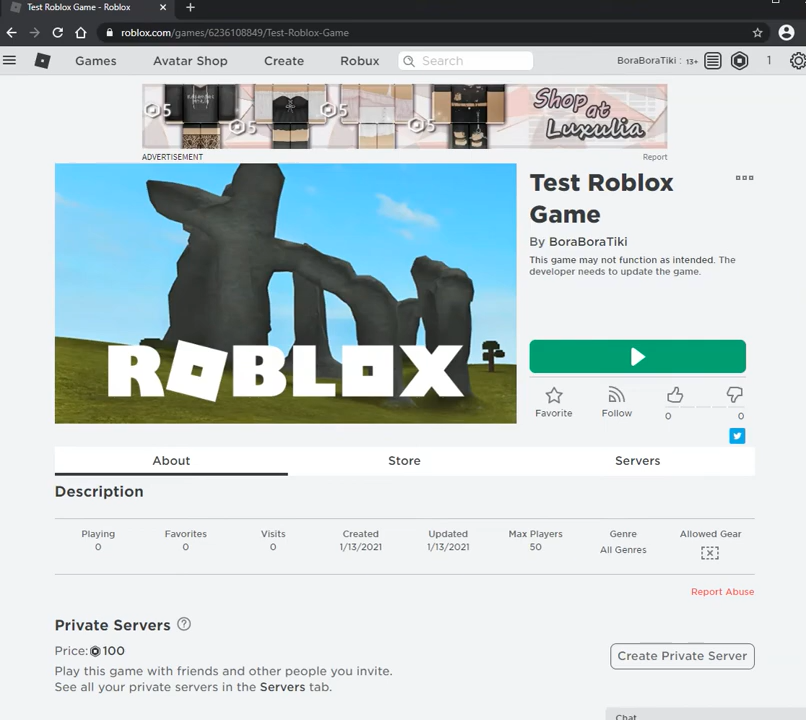 Test Roblox Game - Roblox
roblox.com/games/6236108849/Test-Roblox-Game
Games Avatar Shop Create Robux Search BoraBoraTiki : 13+ 1
5 5 5 5 Shop at
Luxulia
ADVERTISEMENT Report
Test Roblox
Game
By BoraBoraTiki
This game may not function as intended. The
developer needs to update the game.
ROBLOX
Favorite Follow 0 0
About Store Servers
Description
Playing Favorites Visits Created Updated Max Players Genre Allowed Gear
0 0 0 1/13/2021 1/13/2021 50 All Genres
Report Abuse
Private Servers
Price: 100
Create Private Server
Play this game with friends and other people you invite.
See all your private servers in the Servers tab.
Chat